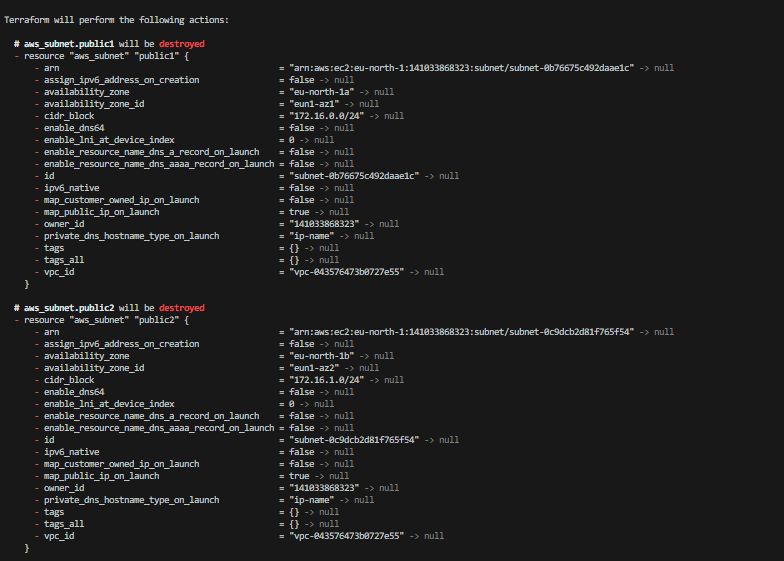 Terraform will perform the following actions:
# aws_subnet.public1 will be destroyed
- resource "aws_subnet" "public1" {
- arn = "arn:aws:ec2:eu-north-1:141033868323:subnet/subnet-0b76675c492daae1c" -> null
- assign_ipv6_address_on_creation = false -> null
- availability_zone = "eu-north-1a" -> null
- availability_zone_id = "eun1-az1" -> null
- cidr_block = "172.16.0.0/24" -> null
- enable_dns64 = false -> null
- enable_lni_at_device_index = 0 -> null
- enable_resource_name_dns_a_record_on_launch = false -> null
- enable_resource_name_dns_aaaa_record_on_launch = false -> null
- id = "subnet-0b76675c492daae1c" -> null
- ipv6_native = false -> null
- map_customer_owned_ip_on_launch = false -> null
- map_public_ip_on_launch = true -> null
- owner_id = "141033868323" -> null
- private_dns_hostname_type_on_launch = "ip-name" -> null
- tags = {} -> null
- tags_all = {} -> null
- vpc_id = "vpc-043576473b0727e55" -> null
}
# aws_subnet.public2 will be destroyed
- resource "aws_subnet" "public2" {
- arn = "arn:aws:ec2:eu-north-1:141033868323:subnet/subnet-0c9dcb2d81f765f54" -> null
- assign_ipv6_address_on_creation = false -> null
- availability_zone = "eu-north-1b" -> null
- availability_zone_id = "eun1-az2" -> null
- cidr_block = "172.16.1.0/24" -> null
- enable_dns64 = false -> null
- enable_lni_at_device_index = 0 -> null
- enable_resource_name_dns_a_record_on_launch = false -> null
- enable_resource_name_dns_aaaa_record_on_launch = false -> null
- id = "subnet-0c9dcb2d81f765f54" -> null
- ipv6_native = false -> null
- map_customer_owned_ip_on_launch = false -> null
- map_public_ip_on_launch = true -> null
- owner_id = "141033868323" -> null
- private_dns_hostname_type_on_launch = "ip-name" -> null
- tags = {} -> null
- tags_all = {} -> null
- vpc_id = "vpc-043576473b0727e55" -> null
}